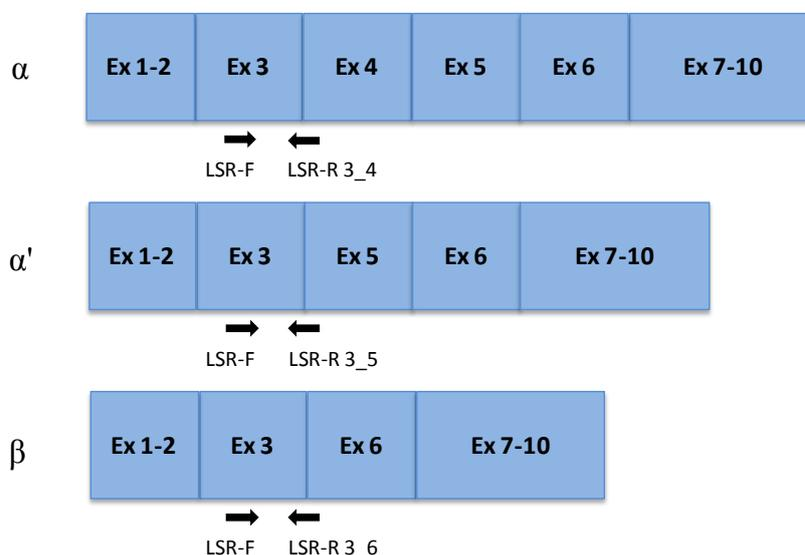 α Ex 1-2 Ex 3 Ex 4 Ex 5 Ex 6 Ex 7-10
LSR-F LSR-R 3_4
α' Ex 1-2 Ex 3 Ex 5 Ex 6 Ex 7-10
LSR-F LSR-R 3_5
β Ex 1-2 Ex 3 Ex 6 Ex 7-10
LSR-F LSR-R 3_6